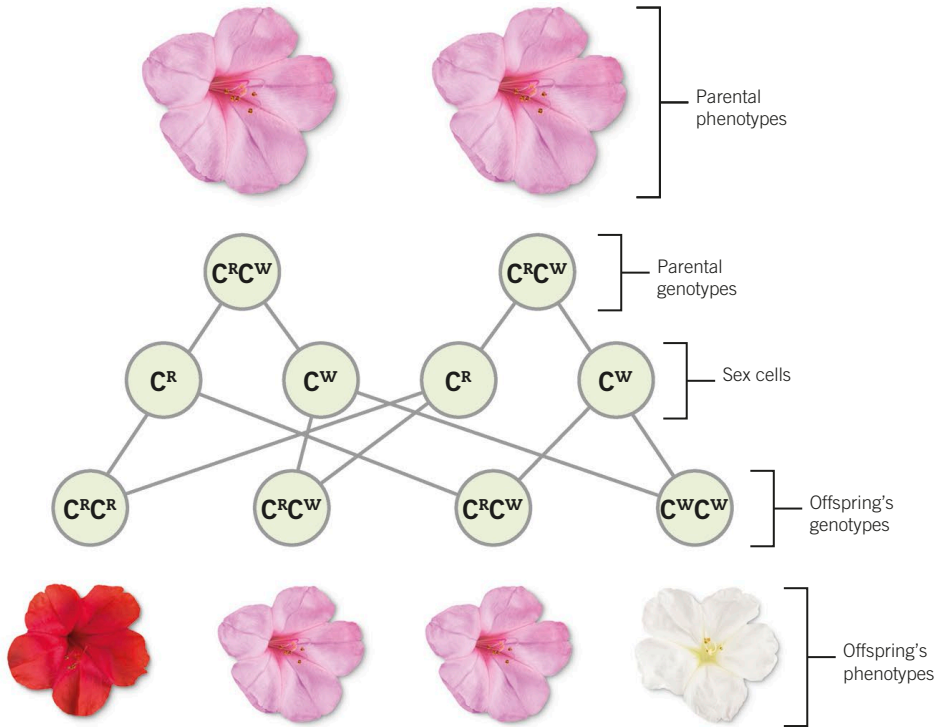 Parental
phenotypes
CᴿCᵂ
CᴿCᵂ
Parental
genotypes
Cᴿ
Cᵂ
Cᴿ
Cᵂ
Sex cells
CᴿCᴿ
CᴿCᵂ
CᴿCᵂ
CᵂCᵂ
Offspring’s
genotypes
Offspring’s
phenotypes